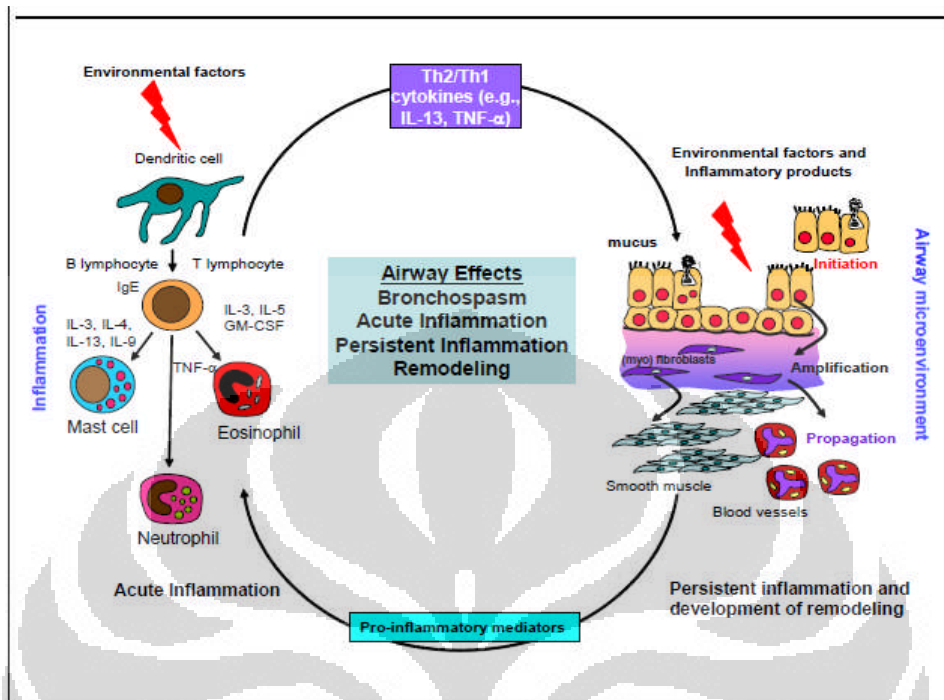 Environmental factors
Dendritic cell
B lymphocyte
T lymphocyte
IgE
IL-3, IL-4,
IL-13, IL-9
IL-3, IL-5
GM-CSF
TNF-α
Mast cell
Eosinophil
Neutrophil
Inflammation
Acute Inflammation
Th2/Th1
cytokines (e.g.,
IL-13, TNF-α)
Airway Effects
Bronchospasm
Acute Inflammation
Persistent Inflammation
Remodeling
Pro-inflammatory mediators
Environmental factors and
Inflammatory products
mucus
Initiation
(myo) fibroblasts
Amplification
Propagation
Smooth muscle
Blood vessels
Airway microenvironment
Persistent inflammation and
development of remodeling